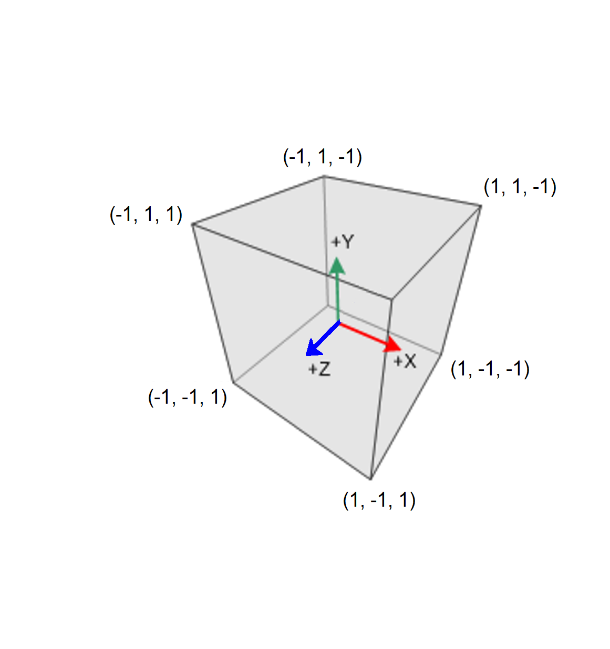 (-1, 1, -1)
(1, 1, -1)
(-1, 1, 1)
+Y
+X
+Z
(1, -1, -1)
(-1, -1, 1)
(1, -1, 1)